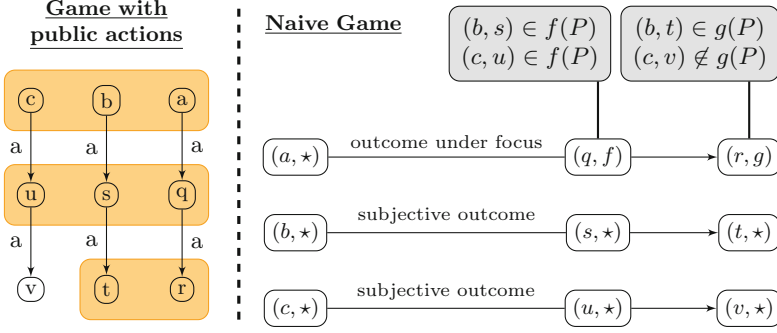 Game with
public actions
c b a
a a a
u s q
a a a
v t r
Naive Game
(b, s) ∈ f(P)
(c, u) ∈ f(P)
(b, t) ∈ g(P)
(c, v) ∉ g(P)
(a, ⋆) outcome under focus (q, f) (r, g)
(b, ⋆) subjective outcome (s, ⋆) (t, ⋆)
(c, ⋆) subjective outcome (u, ⋆) (v, ⋆)